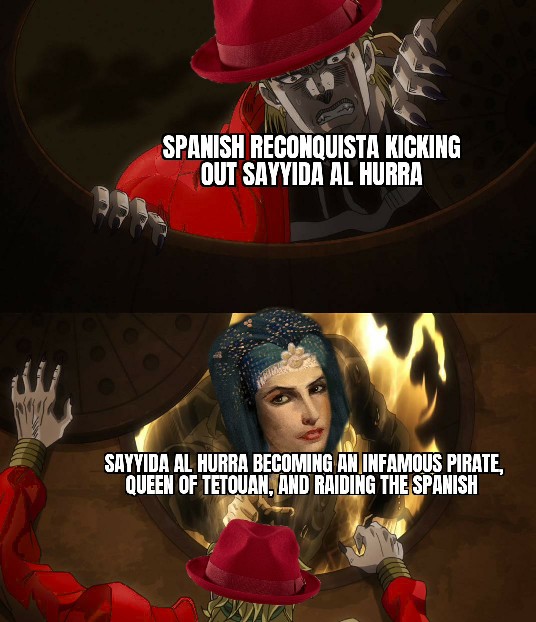 SPANISH RECONQUISTA KICKING
OUT SAYYIDA AL HURRA
SAYYIDA AL HURRA BECOMING AN INFAMOUS PIRATE,
QUEEN OF TETOUAN, AND RAIDING THE SPANISH